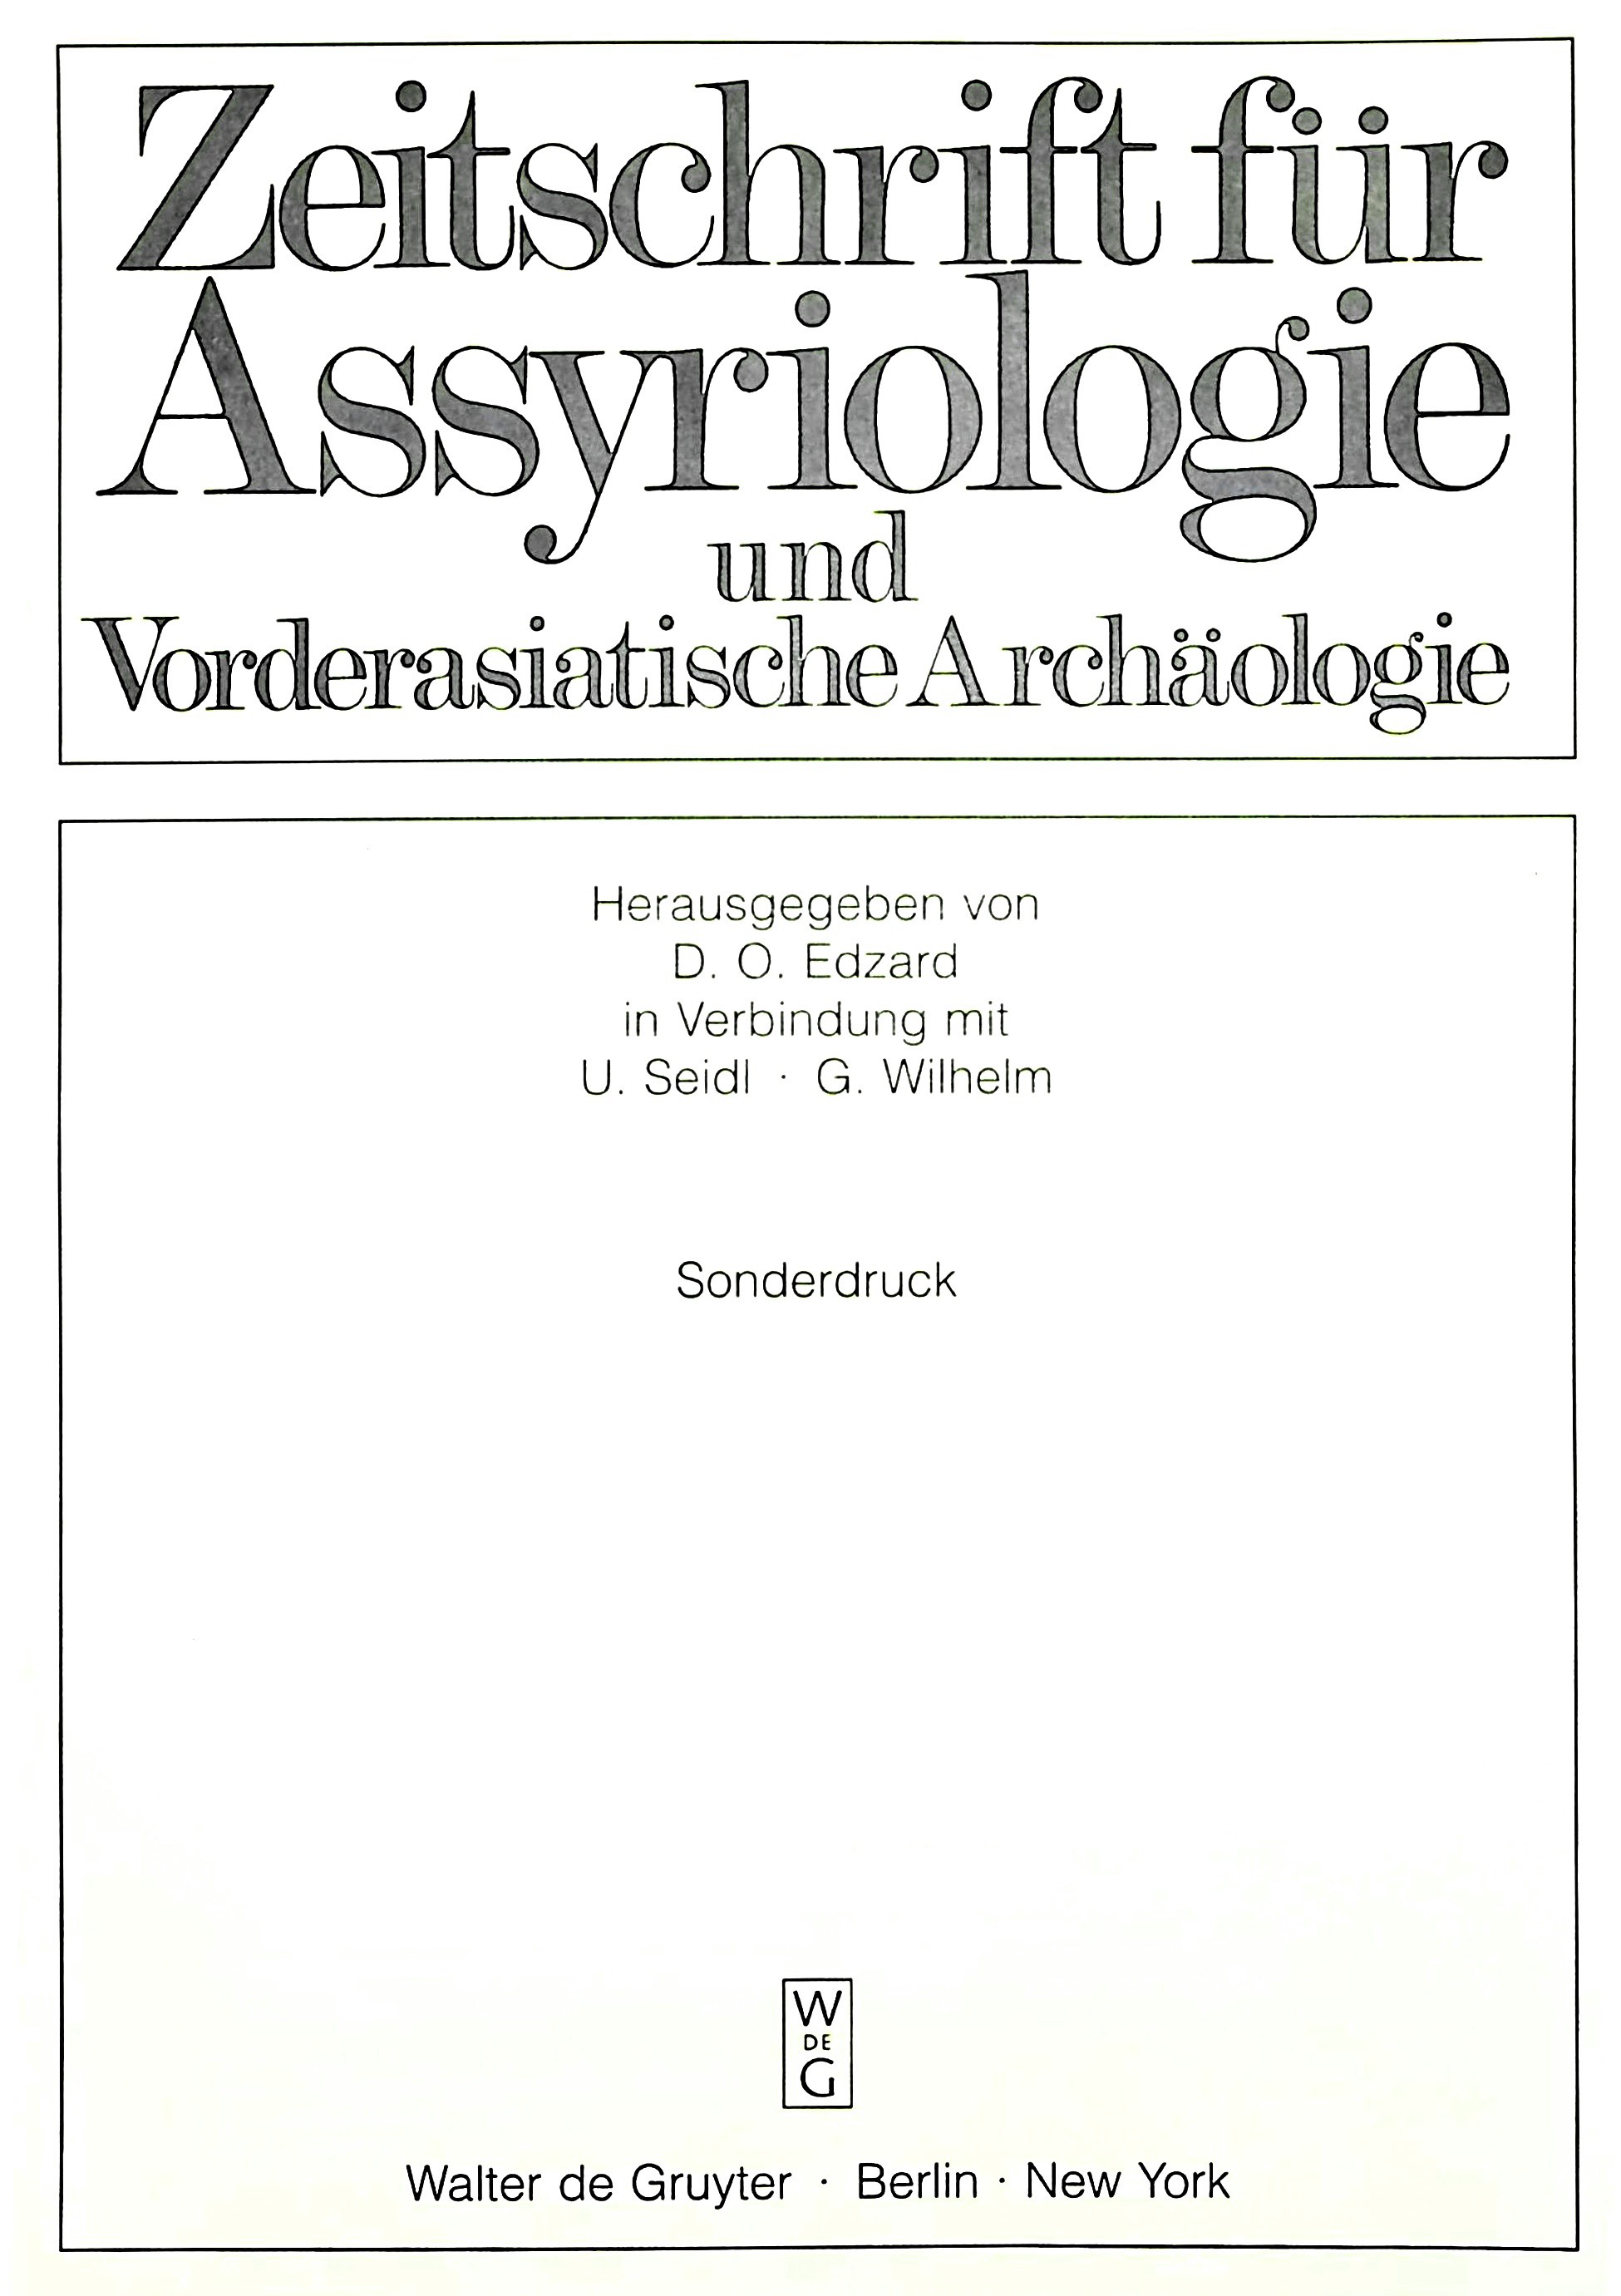 Zeitschrift für
Assyriologie
und
Vorderasiatische Archäologie
Herausgegeben von
D. O. Edzard
in Verbindung mit
U. Seidl · G. Wilhelm
Sonderdruck
W
DE
G
Walter de Gruyter · Berlin · New York